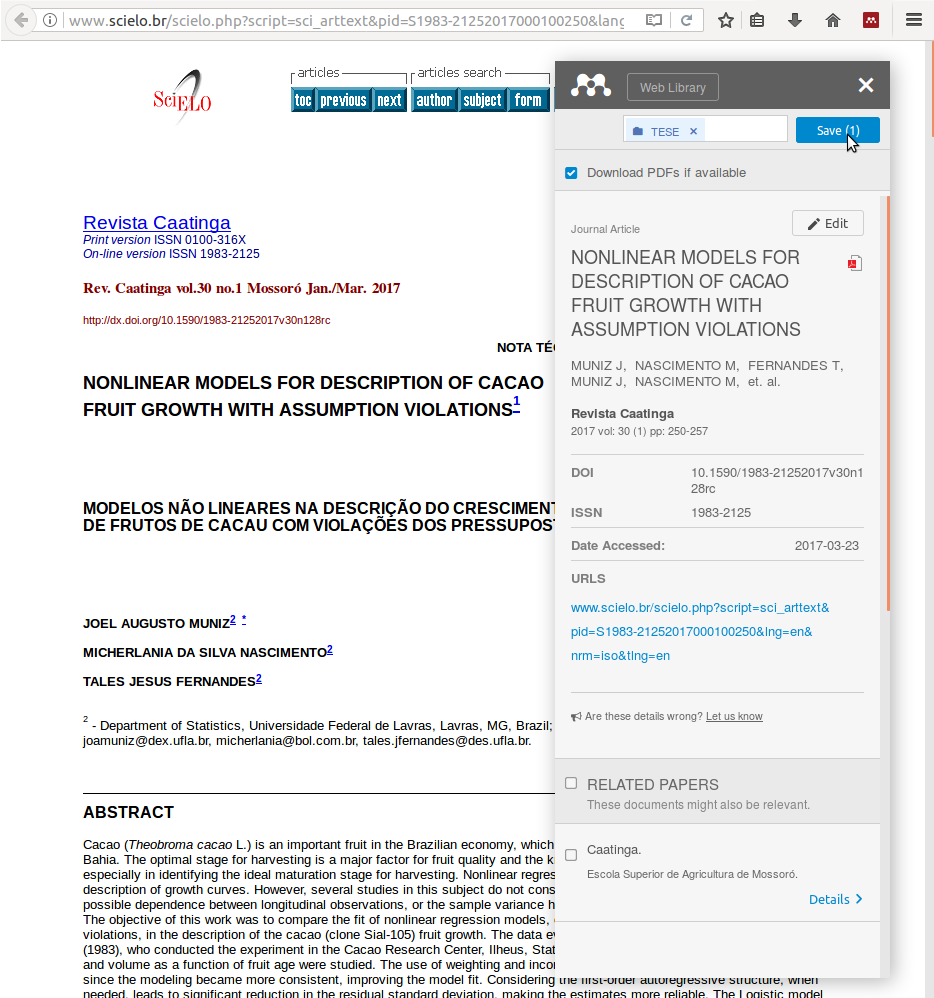 www.scielo.br/scielo.php?script=sci_arttext&pid=S1983-21252017000100250&lang
SciELO
articles
articles search
toc previous next
author subject form
Web Library
TESE ×
Save (1)
Download PDFs if available
Revista Caatinga
Print version ISSN 0100-316X
On-line version ISSN 1983-2125
Rev. Caatinga vol.30 no.1 Mossoró Jan./Mar. 2017
http://dx.doi.org/10.1590/1983-21252017v30n128rc
NOTA TÉC
NONLINEAR MODELS FOR DESCRIPTION OF CACAO
FRUIT GROWTH WITH ASSUMPTION VIOLATIONS1
MODELOS NÃO LINEARES NA DESCRIÇÃO DO CRESCIMENT
DE FRUTOS DE CACAU COM VIOLAÇÕES DOS PRESSUPOST
JOEL AUGUSTO MUNIZ2 *
MICHERLANIA DA SILVA NASCIMENTO2
TALES JESUS FERNANDES2
2 - Department of Statistics, Universidade Federal de Lavras, Lavras, MG, Brazil;
joamuniz@dex.ufla.br, micherlania@bol.com.br, tales.jfernandes@des.ufla.br.
ABSTRACT
Cacao (Theobroma cacao L.) is an important fruit in the Brazilian economy, which
Bahia. The optimal stage for harvesting is a major factor for fruit quality and the k
especially in identifying the ideal maturation stage for harvesting. Nonlinear regres
description of growth curves. However, several studies in this subject do not cons
possible dependence between longitudinal observations, or the sample variance h
The objective of this work was to compare the fit of nonlinear regression models,
violations, in the description of the cacao (clone Sial-105) fruit growth. The data ev
(1983), who conducted the experiment in the Cacao Research Center, Ilheus, Stat
and volume as a function of fruit age were studied. The use of weighting and incor
since the modeling became more consistent, improving the model fit. Considering the first-order autoregressive structure, when
needed, leads to significant reduction in the residual standard deviation, making the estimates more reliable. The Logistic model
Journal Article
Edit
NONLINEAR MODELS FOR
DESCRIPTION OF CACAO
FRUIT GROWTH WITH
ASSUMPTION VIOLATIONS
MUNIZ J, NASCIMENTO M, FERNANDES T,
MUNIZ J, NASCIMENTO M, et. al.
Revista Caatinga
2017 vol: 30 (1) pp: 250-257
DOI 10.1590/1983-21252017v30n1
28rc
ISSN 1983-2125
Date Accessed: 2017-03-23
URLS
www.scielo.br/scielo.php?script=sci_arttext&
pid=S1983-21252017000100250&lng=en&
nrm=iso&tlng=en
Are these details wrong? Let us know
RELATED PAPERS
These documents might also be relevant.
Caatinga.
Escola Superior de Agricultura de Mossoró.
Details